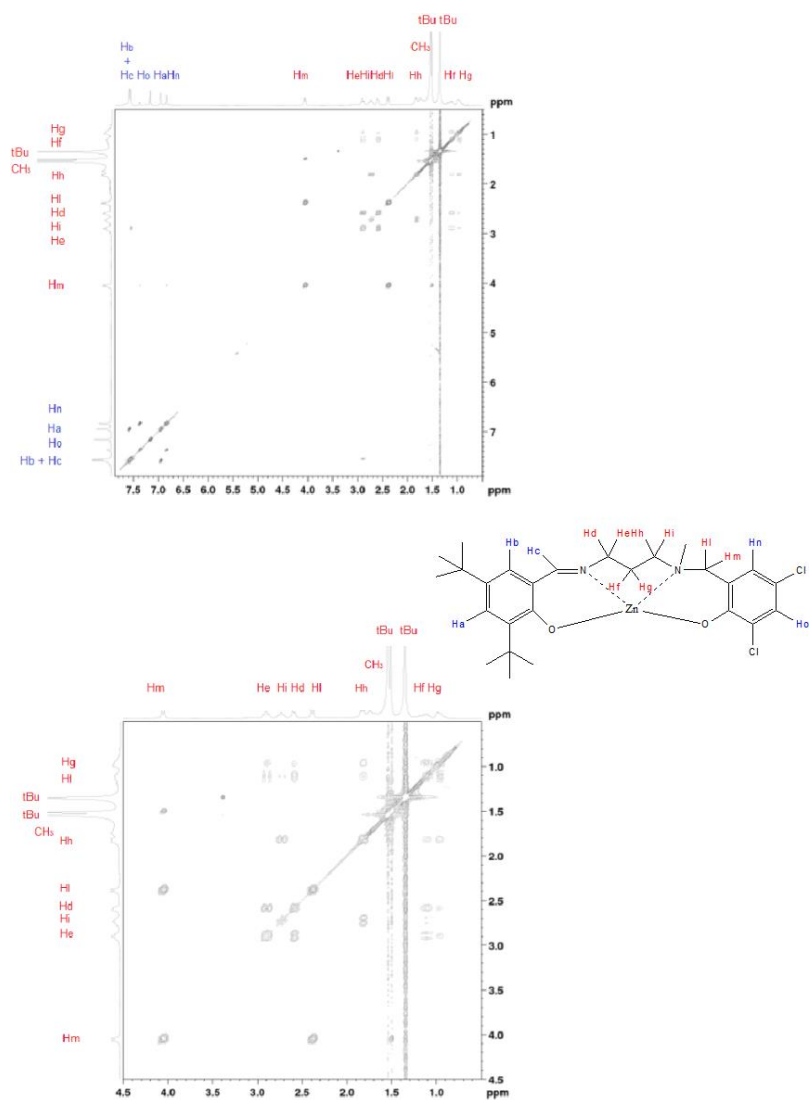 tBu tBu
Hb
+
CH3
Hc Ho HaHn Hm HeHiHdHl Hh Hf Hg
ppm
Hg
Hf
tBu
CH3
Hh
Hl
Hd
Hi
He
Hm
Hn
Ha
Ho
Hb + Hc
1
2
3
4
5
6
7
7.5 7.0 6.5 6.0 5.5 5.0 4.5 4.0 3.5 3.0 2.5 2.0 1.5 1.0 ppm
ppm
Hd He Hh Hi
Hb Hc Hl Hm Hn
N N Cl
Hf Hg
Zn
Ha O O Ho
Cl
tBu tBu
CH3
Hm He Hi Hd Hl Hh Hf Hg
ppm
Hg
Hf
tBu
tBu
CH3
Hh
Hl
Hd
Hi
He
Hm
1.0
1.5
2.0
2.5
3.0
3.5
4.0
4.5
4.5 4.0 3.5 3.0 2.5 2.0 1.5 1.0 ppm